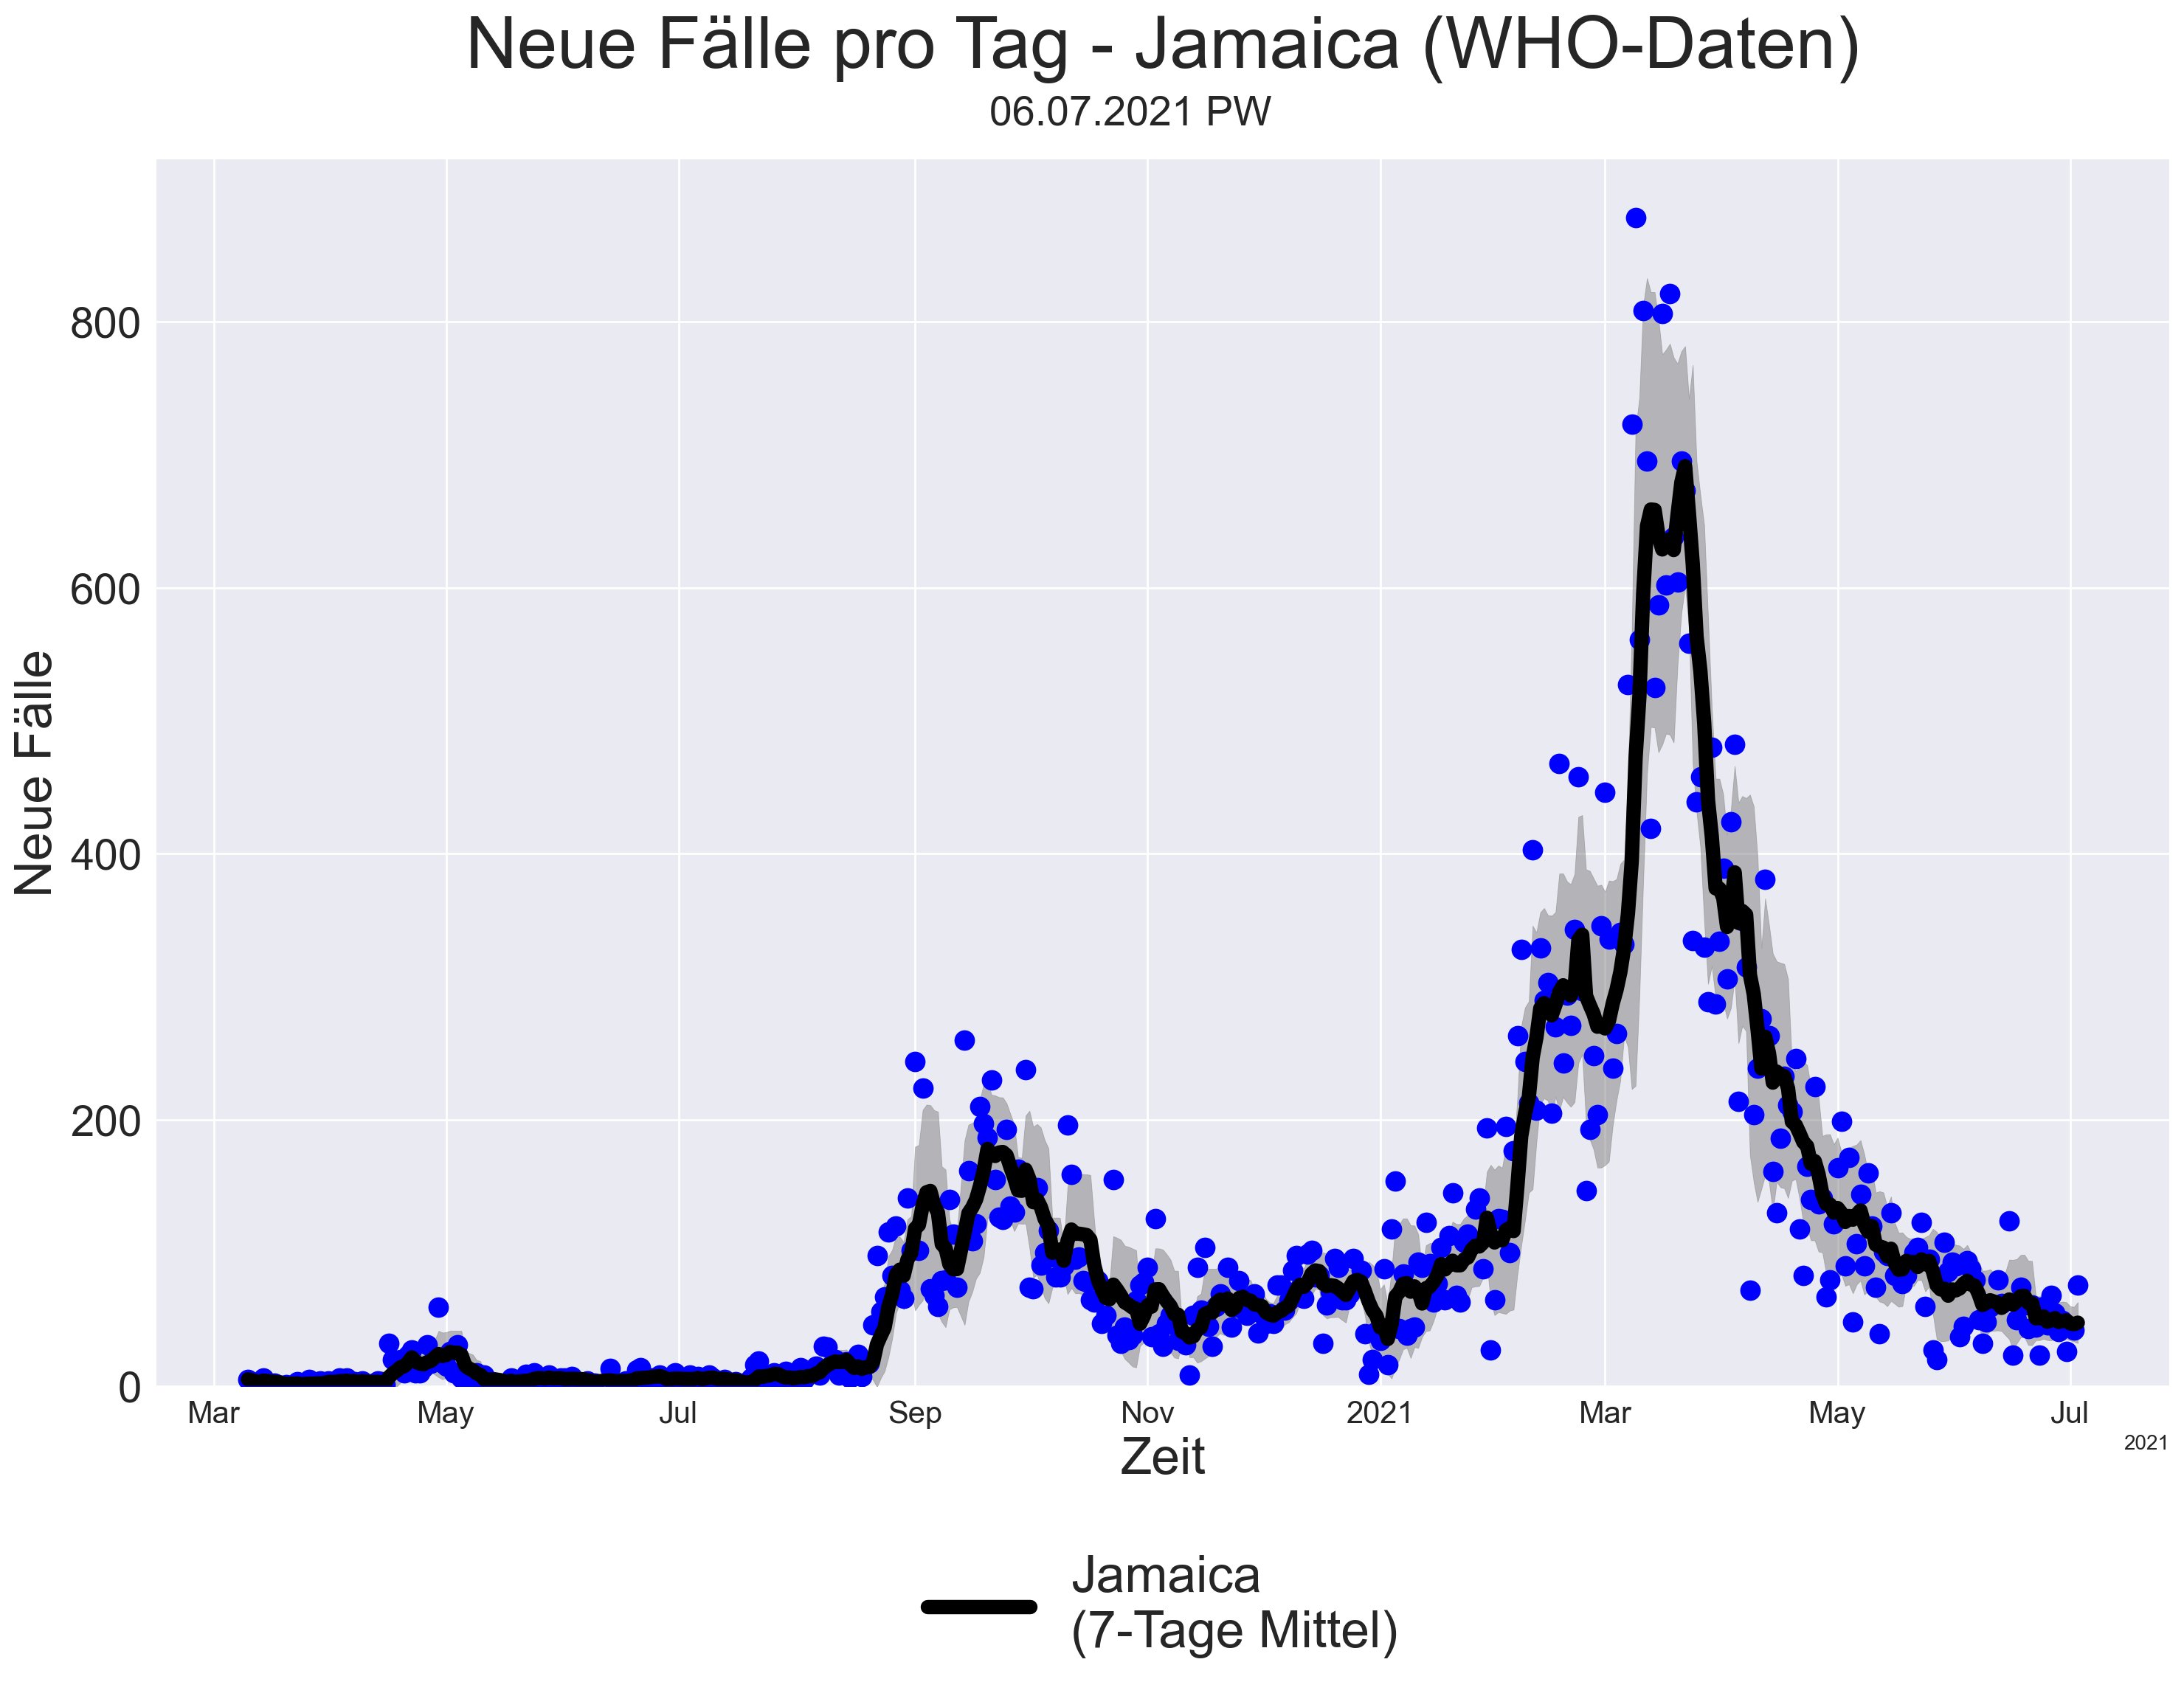 Neue Fälle pro Tag - Jamaica (WHO-Daten)
06.07.2021 PW
Neue Fälle
800
600
400
200
0
Mar May Jul Sep Nov 2021 Mar May Jul
2021
Zeit
Jamaica
(7-Tage Mittel)